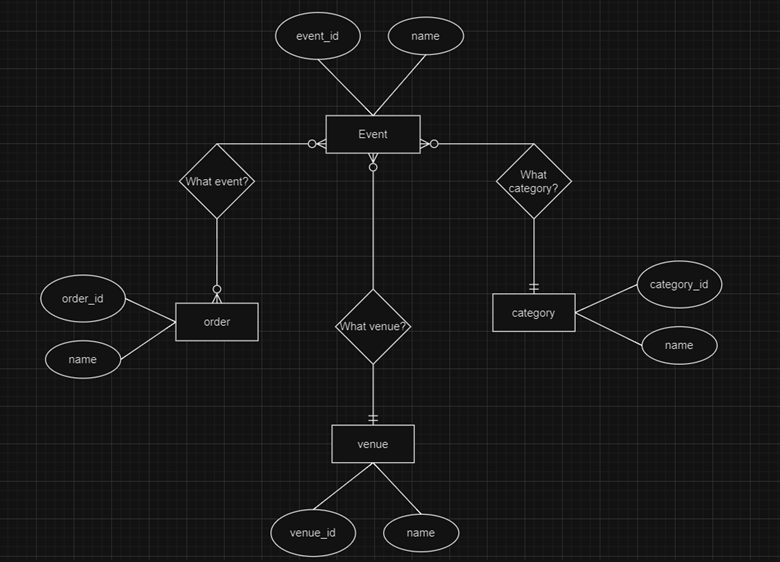 event_id
name
Event
What event?
What
category?
order_id
name
order
category_id
name
category
What venue?
venue
venue_id
name